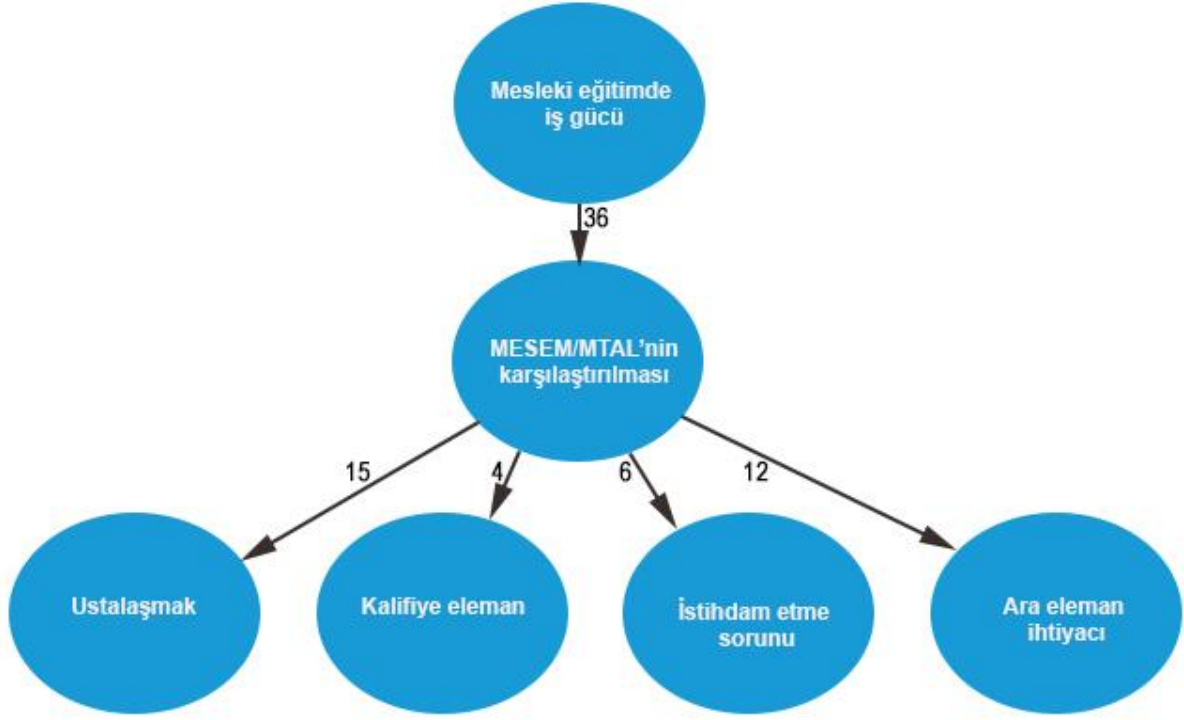 Mesleki eğitimde
iş gücü
36
MESEM/MTAL'nin
karşılaştırılması
15
4
6
12
Ustalaşmak
Kalifiye eleman
İstihdam etme
sorunu
Ara eleman
ihtiyacı